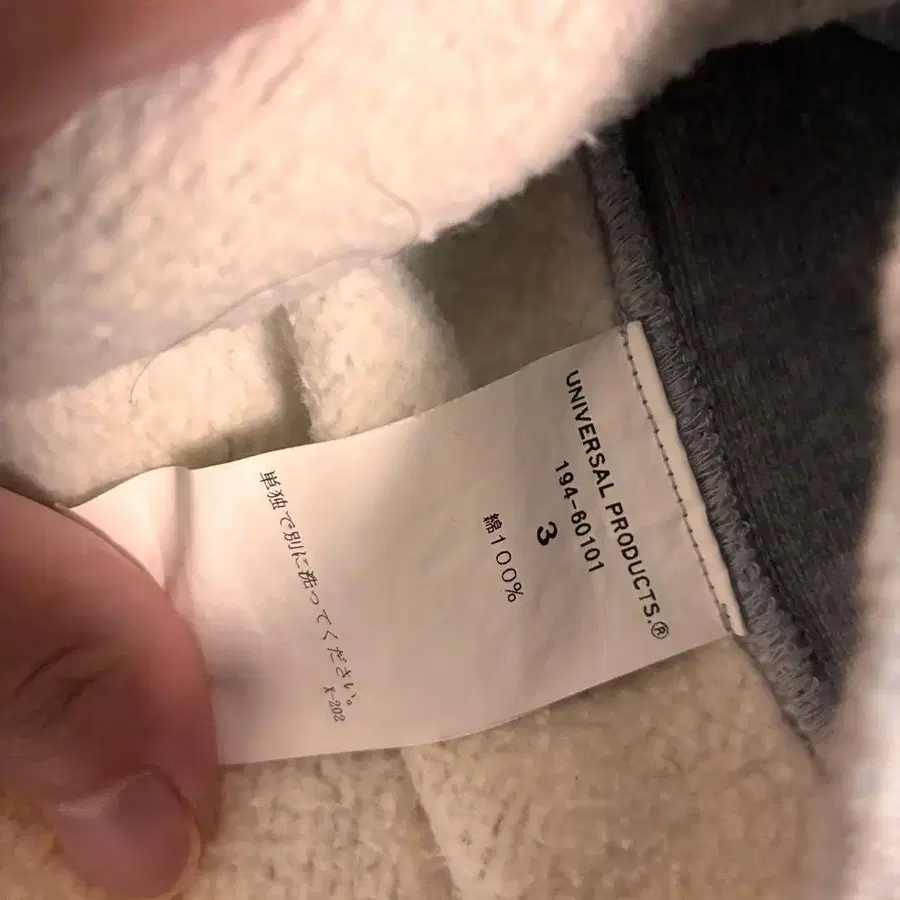 UNIVERSAL PRODUCTS.®
194-60101
3
綿100%
単独で別に洗ってください。
X-202